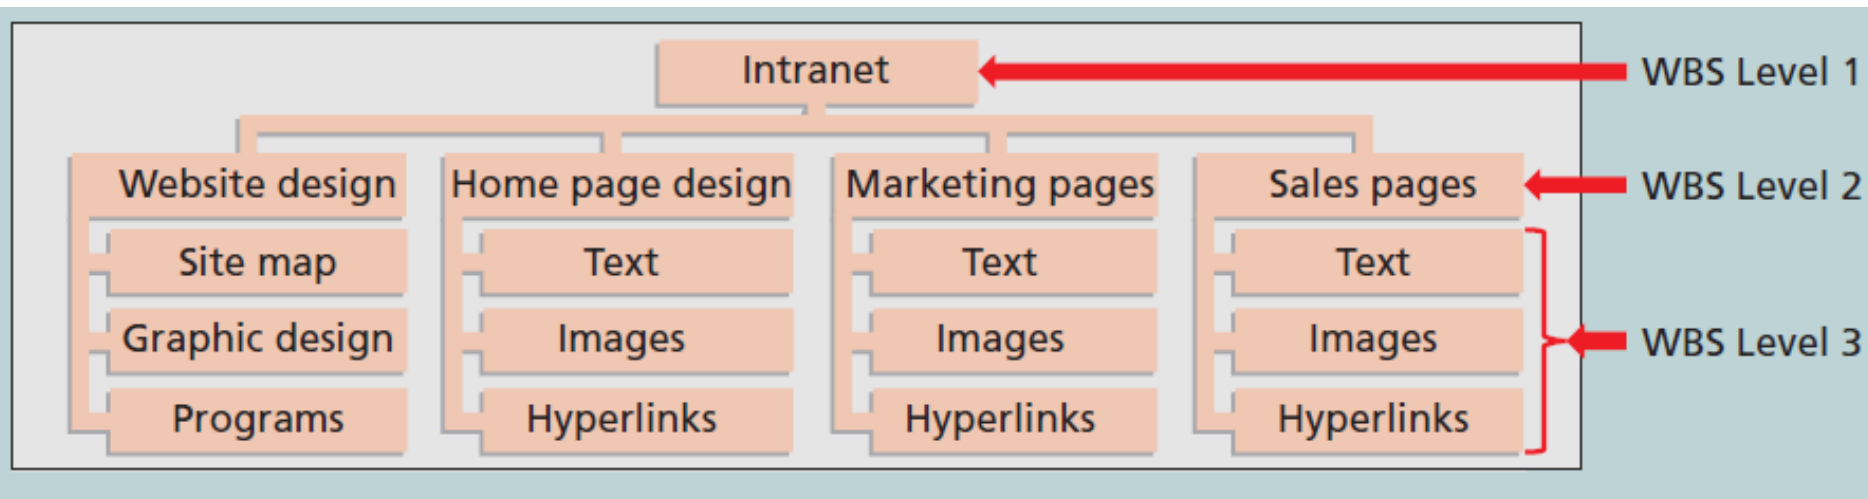 Intranet
WBS Level 1
Website design
Home page design
Marketing pages
Sales pages
WBS Level 2
Site map
Text
Text
Text
Graphic design
Images
Images
Images
WBS Level 3
Programs
Hyperlinks
Hyperlinks
Hyperlinks